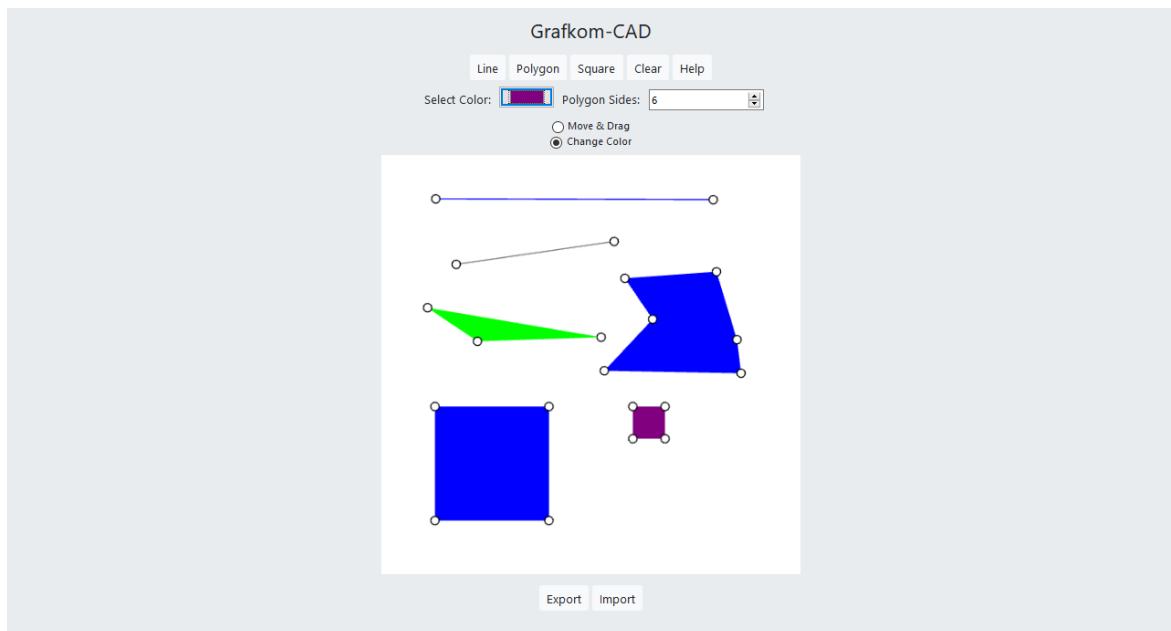 Grafkom-CAD
Line Polygon Square Clear Help
Select Color: Polygon Sides: 6
Move & Drag
Change Color
Export Import